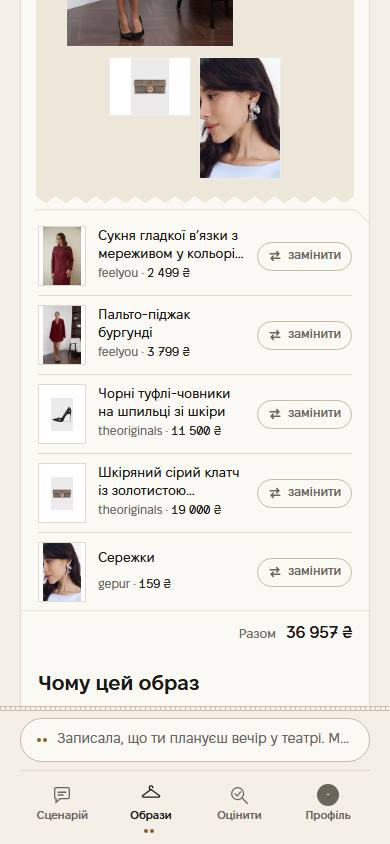 Сукня гладкої в’язки з
мереживом у кольорі...
feelyou · 2 499 ₴
замінити
Пальто-піджак
бургунді
feelyou · 3 799 ₴
замінити
Чорні туфлі-човники
на шпильці зі шкіри
theoriginals · 11 500 ₴
замінити
Шкіряний сірий клатч
із золотистою...
theoriginals · 19 000 ₴
замінити
Сережки
gepur · 159 ₴
замінити
Разом 36 957 ₴
Чому цей образ
Записала, що ти плануєш вечір у театрі. М...
Сценарій
Образи
Оцінити
Профіль